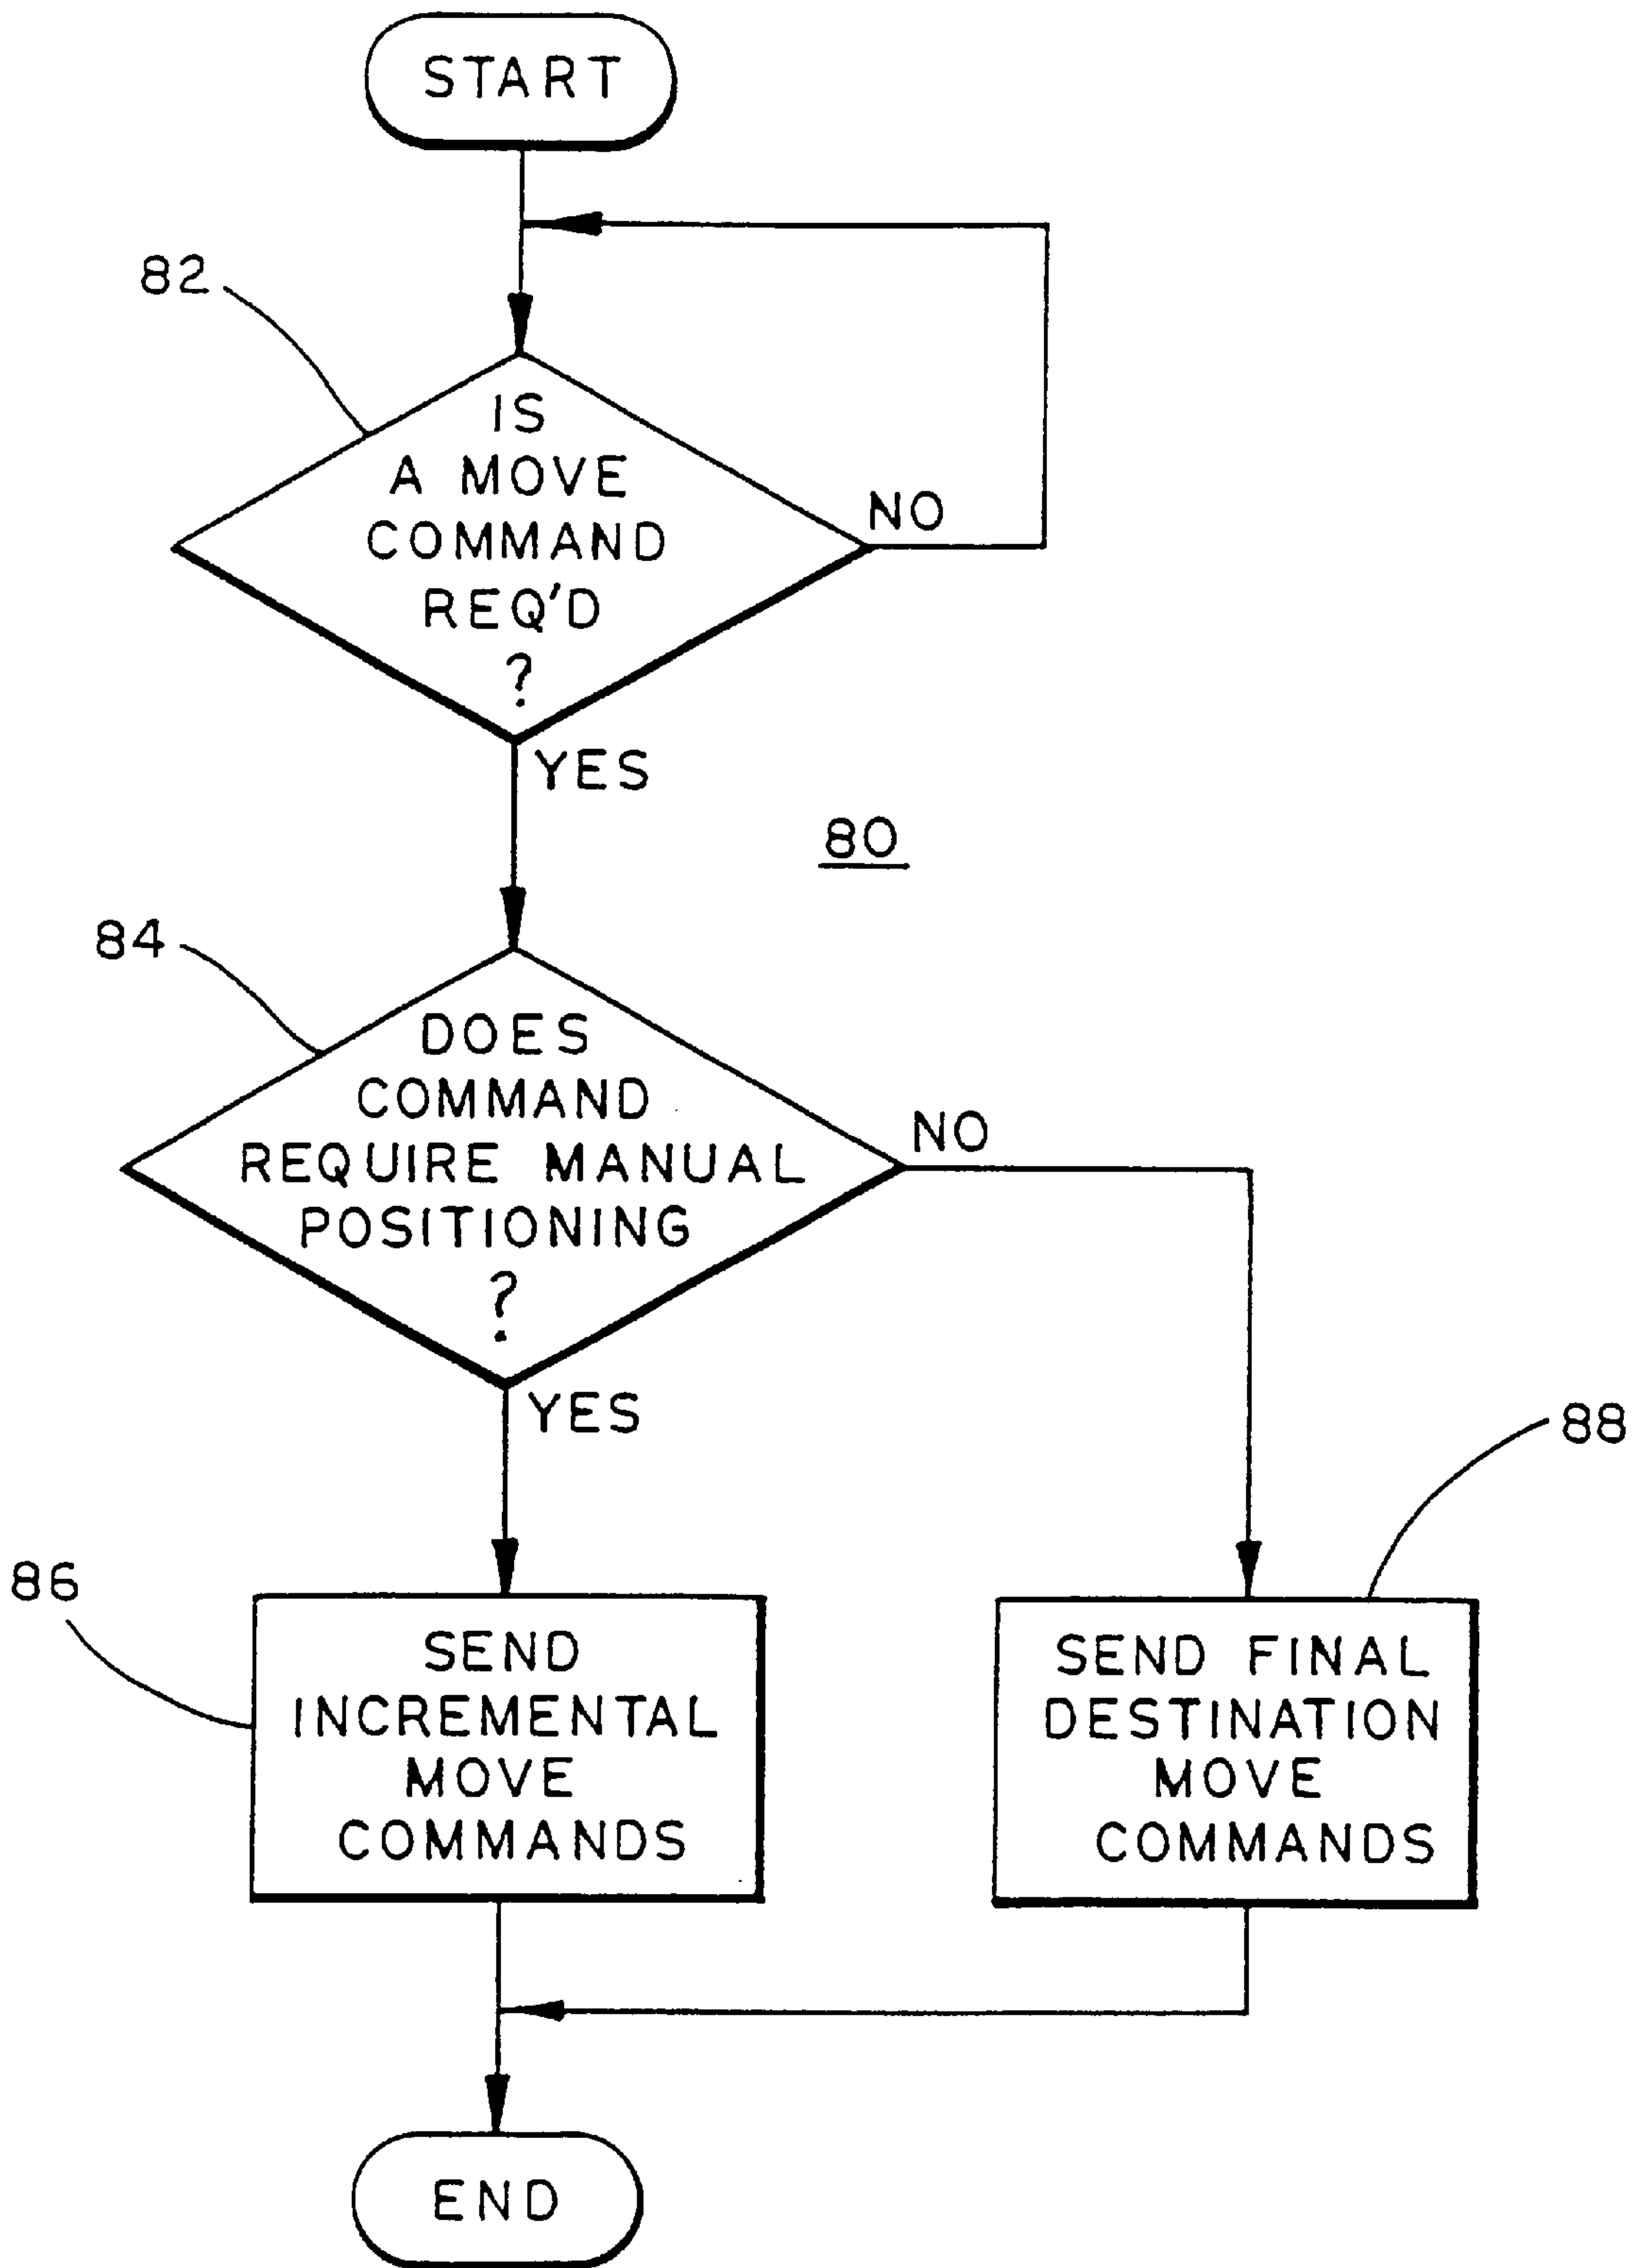 START
82
IS
A MOVE
COMMAND
REQ'D
?
NO
YES
80
84
DOES
COMMAND
REQUIRE MANUAL
POSITIONING
?
NO
YES
86
88
SEND
INCREMENTAL
MOVE
COMMANDS
SEND FINAL
DESTINATION
MOVE
COMMANDS
END